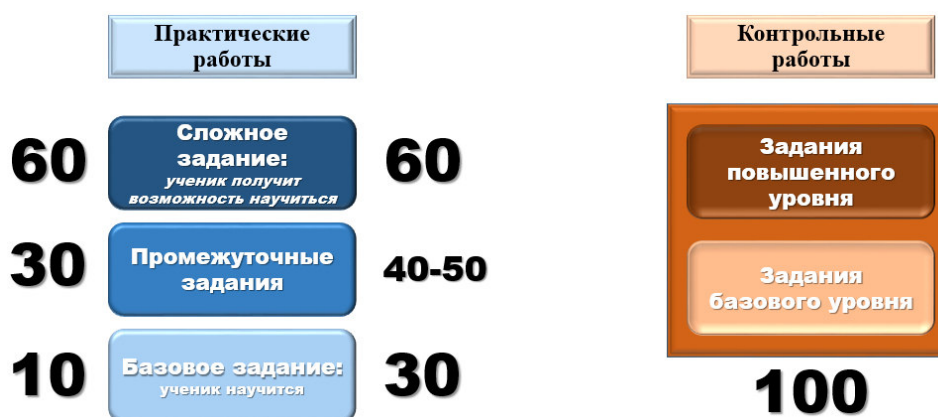 Практические
работы
Контрольные
работы
60
Сложное
задание:
ученик получит
возможность научиться
60
30
Промежуточные
задания
40-50
10
Базовое задание:
ученик научится
30
Задания
повышенного
уровня
Задания
базового уровня
100